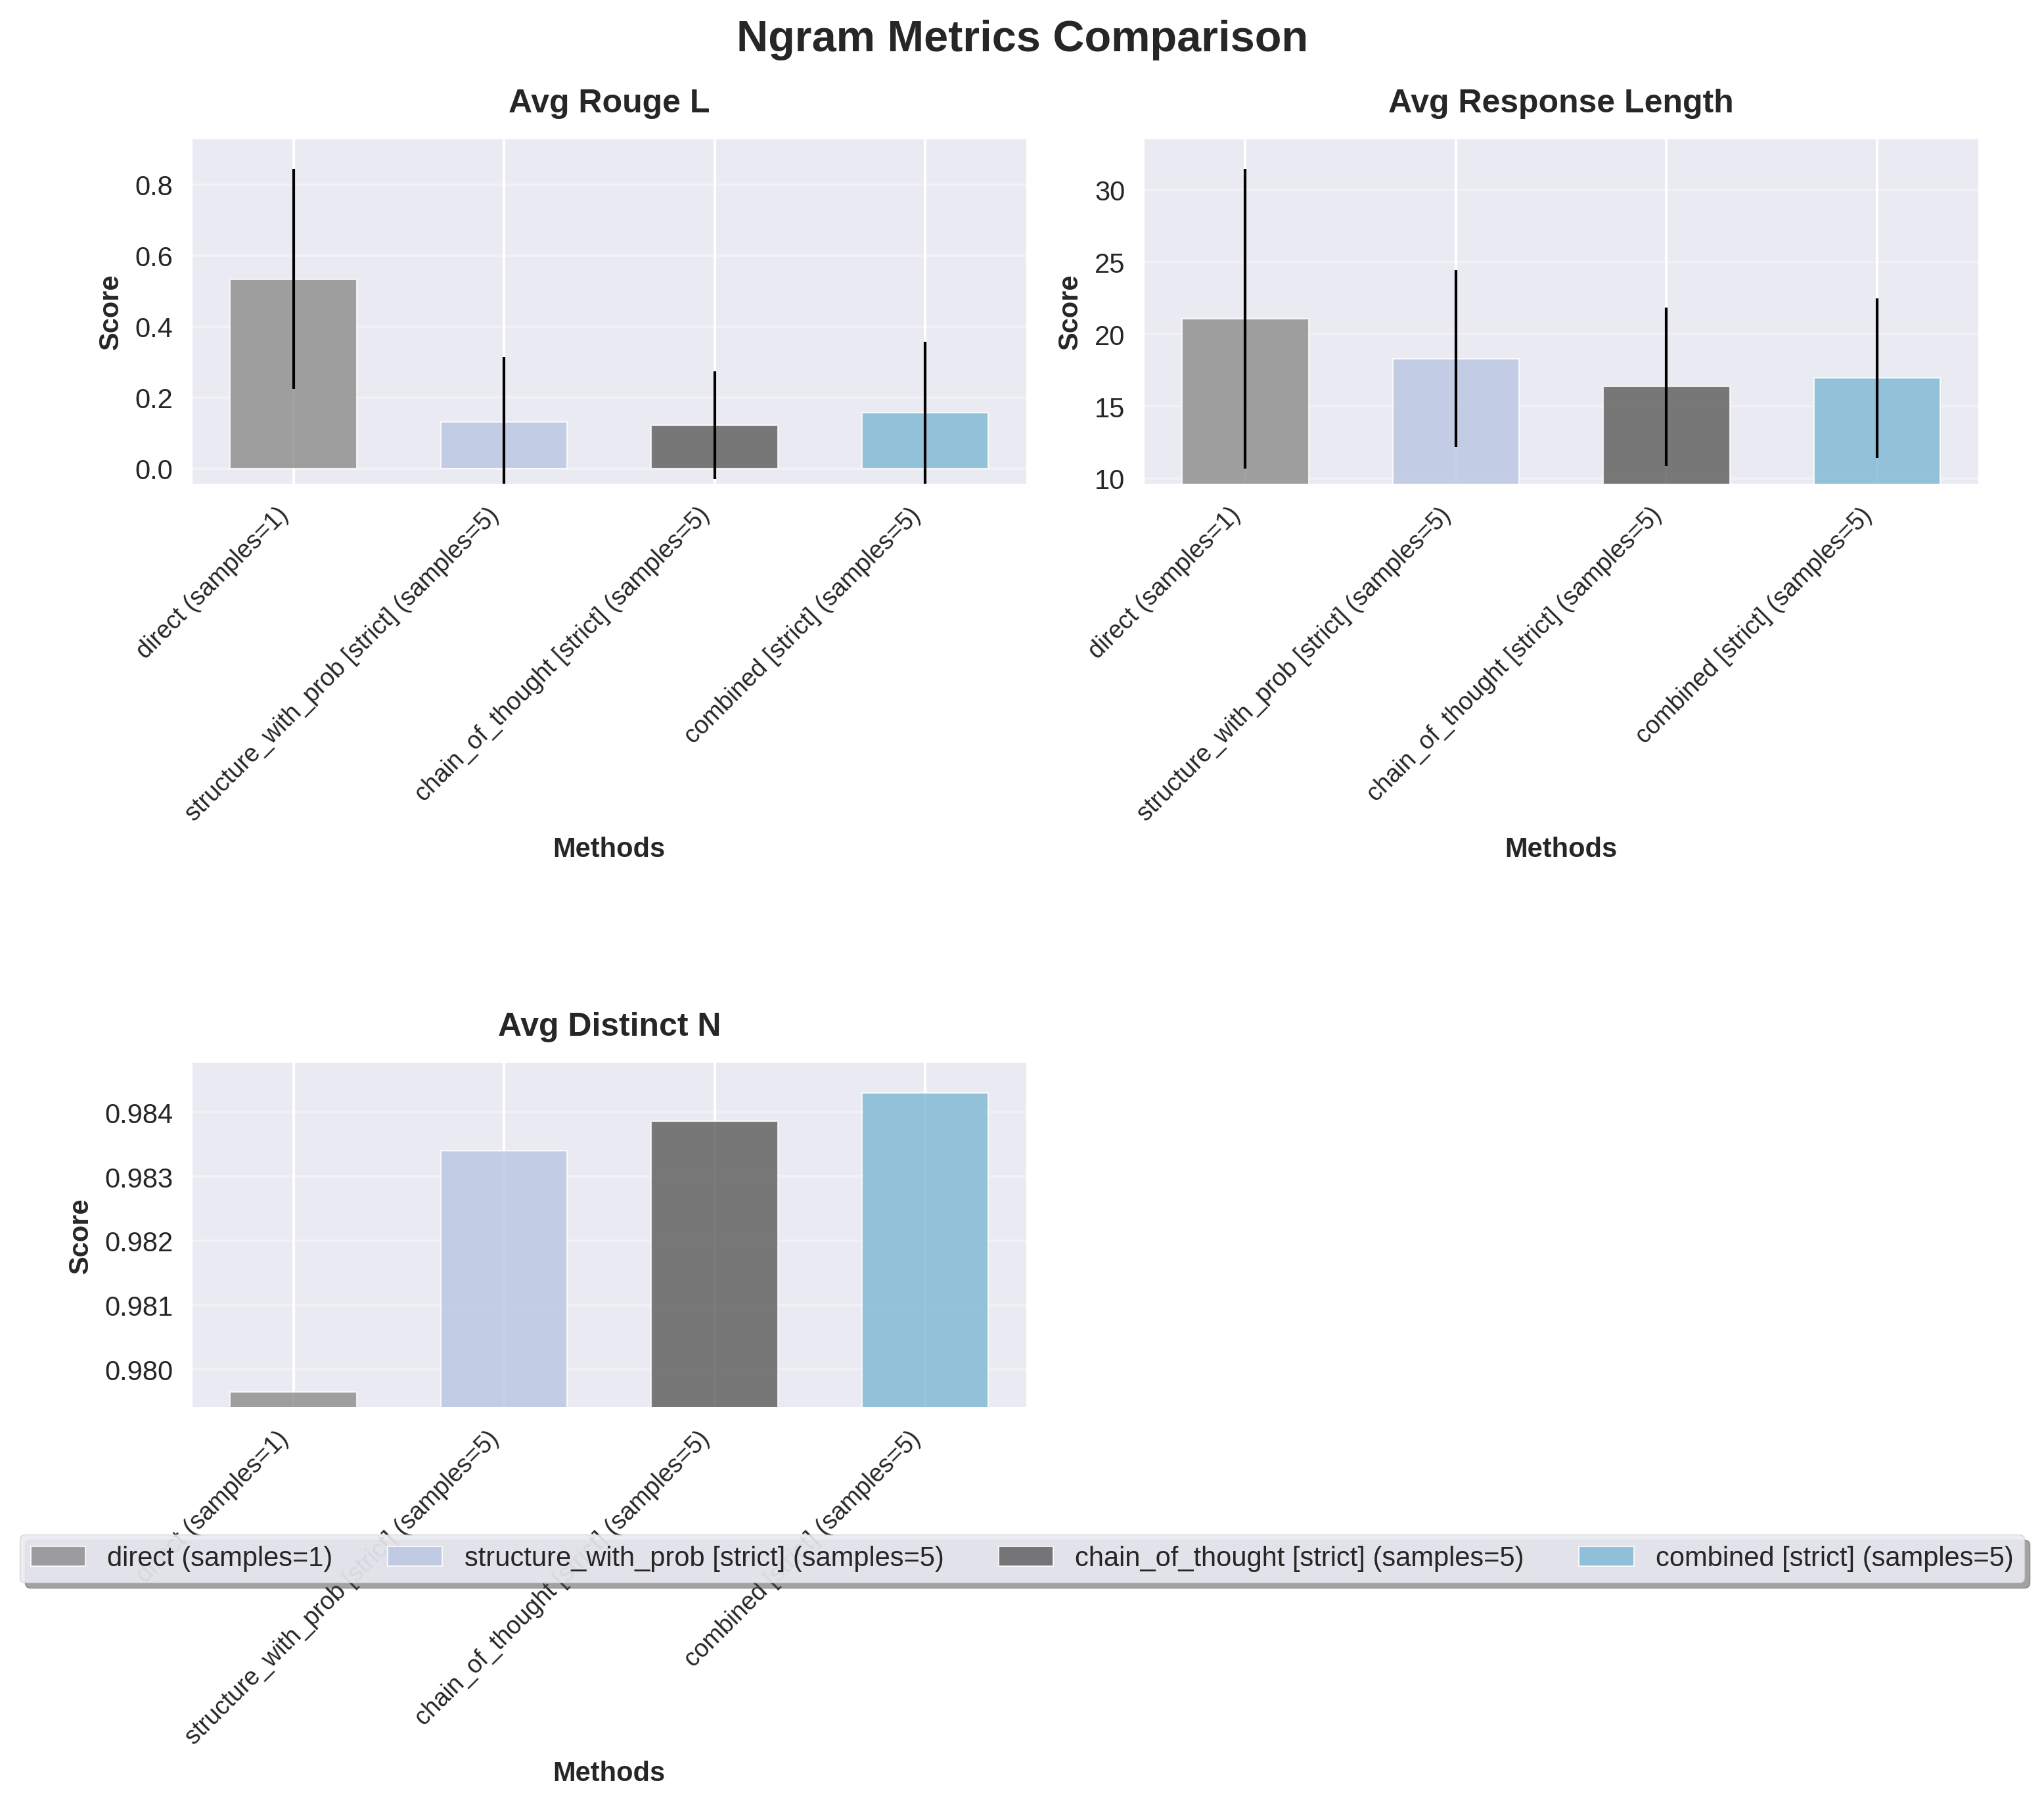 Ngram Metrics Comparison
Avg Rouge L
Score
0.8
0.6
0.4
0.2
0.0
direct (samples=1)
structure_with_prob [strict] (samples=5)
chain_of_thought [strict] (samples=5)
combined [strict] (samples=5)
Methods
Avg Response Length
Score
30
25
20
15
10
direct (samples=1)
structure_with_prob [strict] (samples=5)
chain_of_thought [strict] (samples=5)
combined [strict] (samples=5)
Methods
Avg Distinct N
Score
0.984
0.983
0.982
0.981
0.980
direct (samples=1)
structure_with_prob [strict] (samples=5)
chain_of_thought [strict] (samples=5)
combined [strict] (samples=5)
Methods
direct (samples=1)
structure_with_prob [strict] (samples=5)
chain_of_thought [strict] (samples=5)
combined [strict] (samples=5)